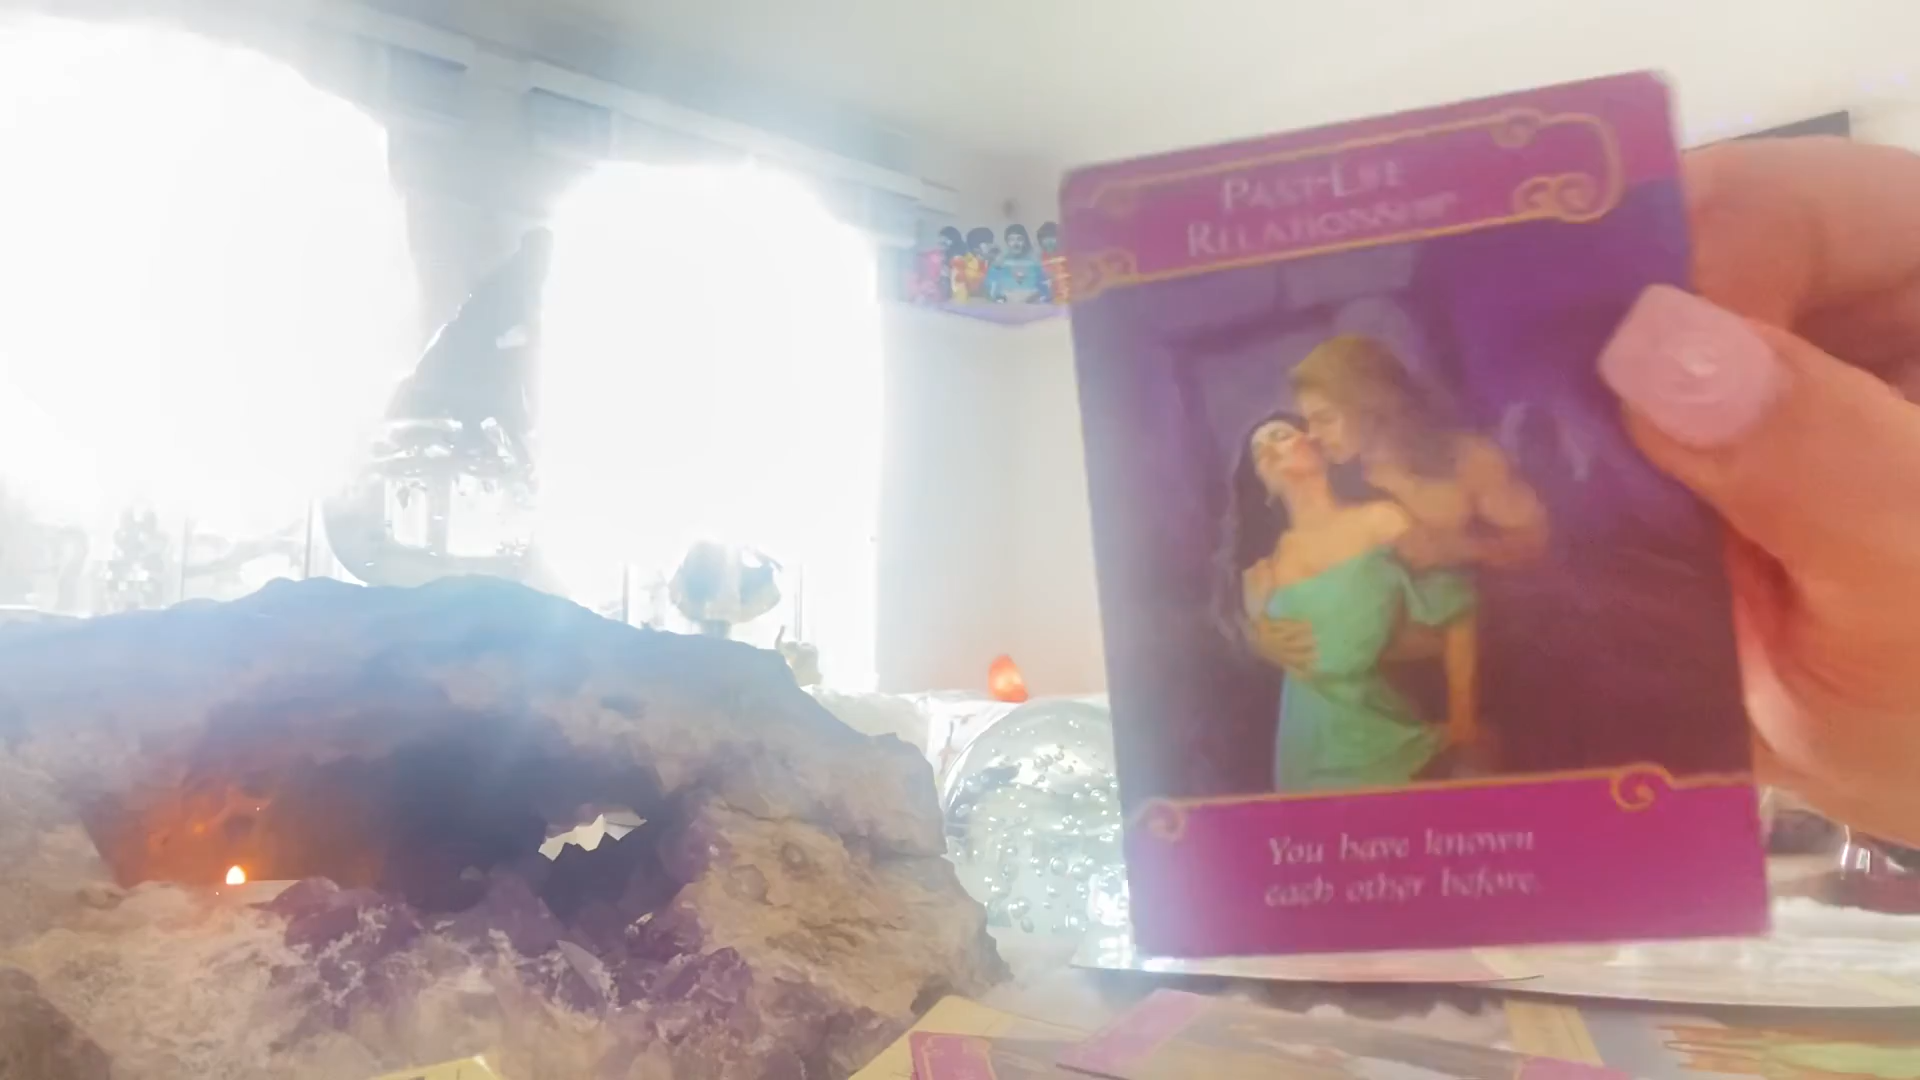 Past-Life
Relationship
You have known
each other before.